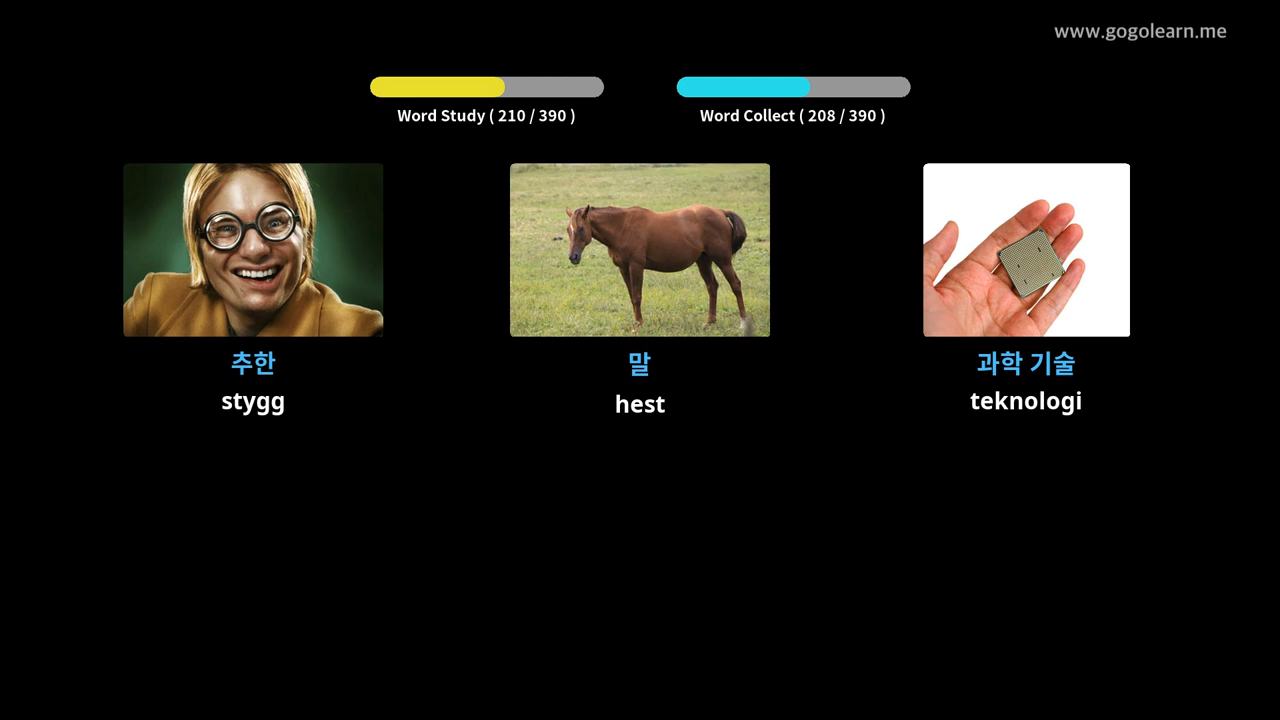 www.gogolearn.me
Word Study ( 210 / 390 )
Word Collect ( 208 / 390 )
추한
stygg
말
hest
과학 기술
teknologi